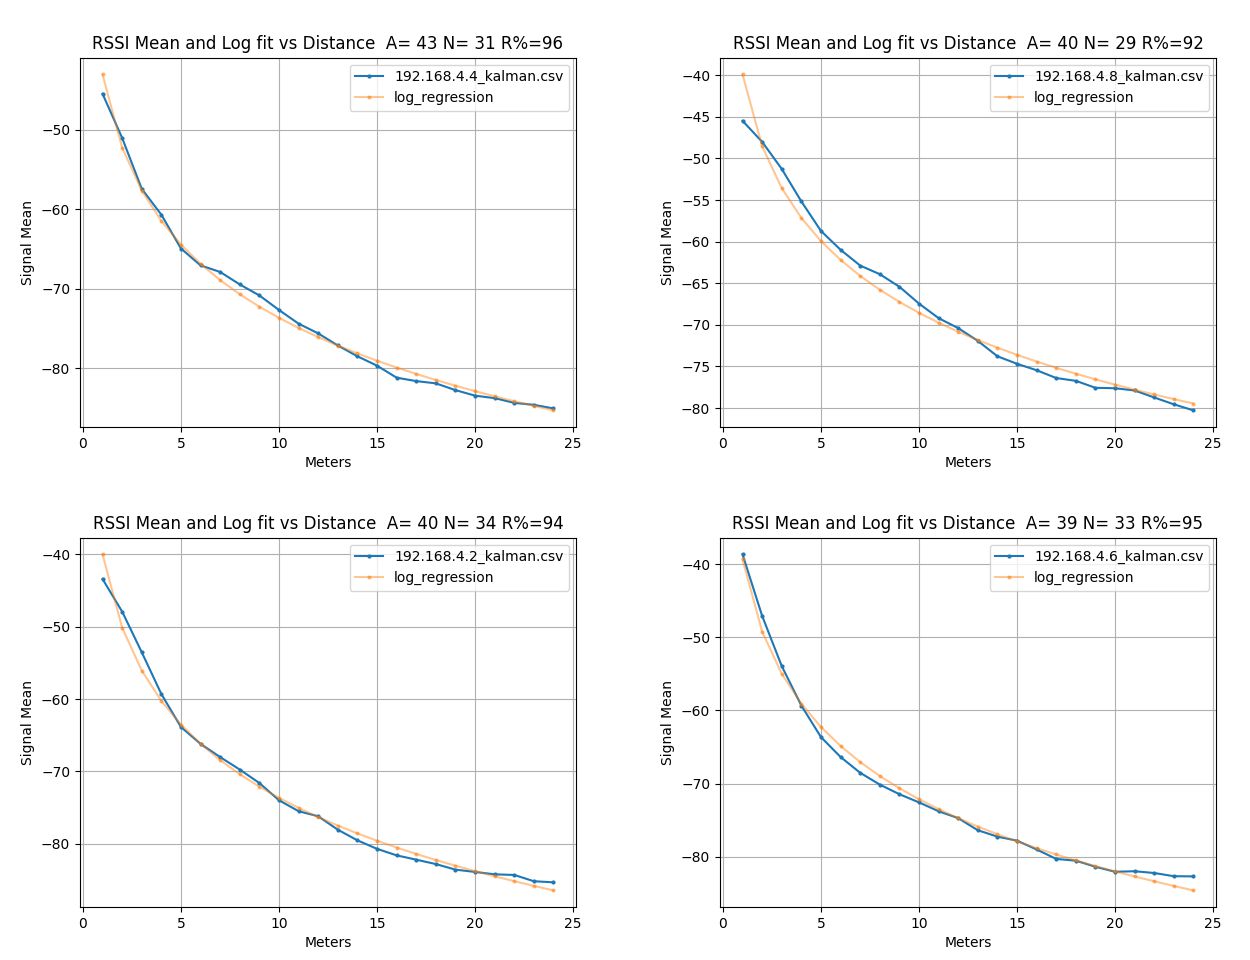 RSSI Mean and Log fit vs Distance  A= 43 N= 31 R%=96
192.168.4.4_kalman.csv
log_regression
−50
−60
−70
−80
Signal Mean
0 5 10 15 20 25
Meters
RSSI Mean and Log fit vs Distance  A= 40 N= 29 R%=92
192.168.4.8_kalman.csv
log_regression
−40
−45
−50
−55
−60
−65
−70
−75
−80
Signal Mean
0 5 10 15 20 25
Meters
RSSI Mean and Log fit vs Distance  A= 40 N= 34 R%=94
192.168.4.2_kalman.csv
log_regression
−40
−50
−60
−70
−80
Signal Mean
0 5 10 15 20 25
Meters
RSSI Mean and Log fit vs Distance  A= 39 N= 33 R%=95
192.168.4.6_kalman.csv
log_regression
−40
−50
−60
−70
−80
Signal Mean
0 5 10 15 20 25
Meters